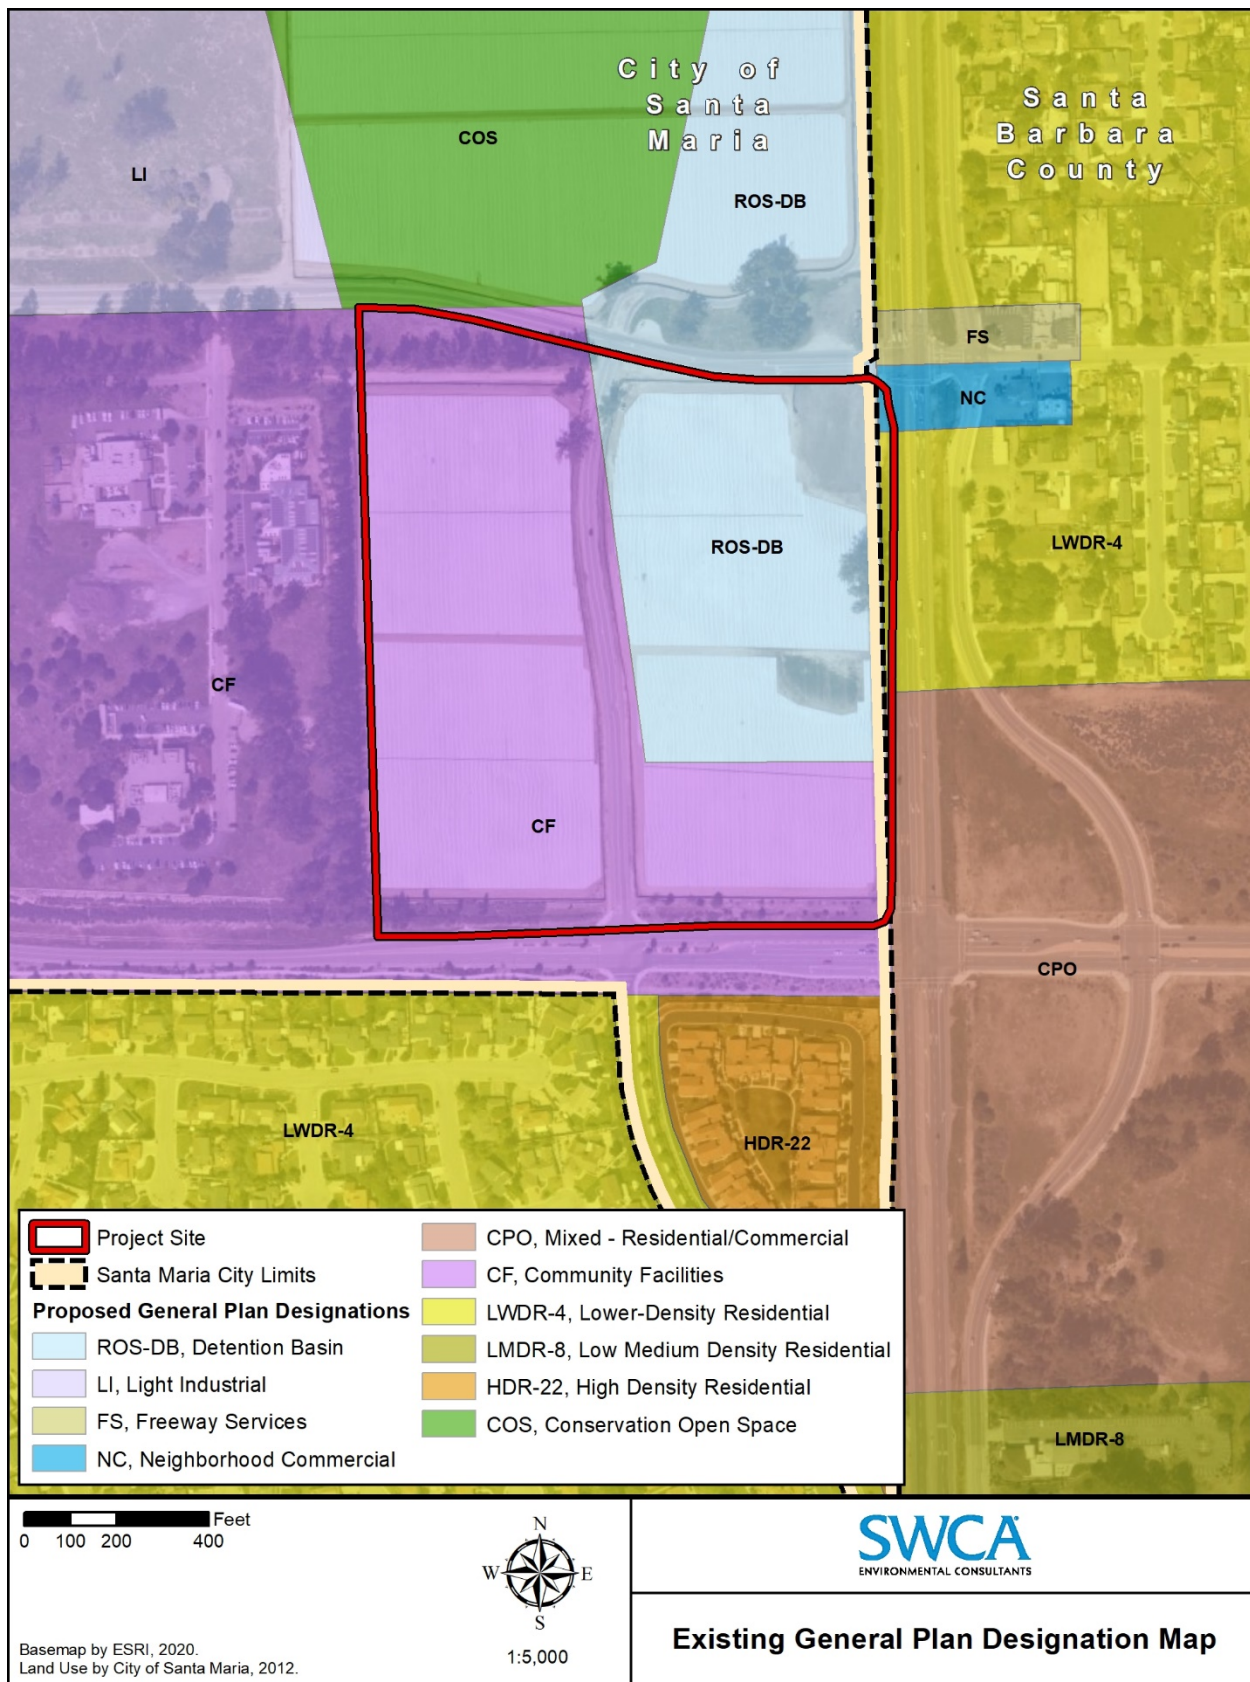 City of
Santa
Maria
Santa
Barbara
County
COS
LI
ROS-DB
FS
NC
ROS-DB
LWDR-4
CF
CF
CPO
LWDR-4
HDR-22
LMDR-8
Project Site
Santa Maria City Limits
Proposed General Plan Designations
ROS-DB, Detention Basin
LI, Light Industrial
FS, Freeway Services
NC, Neighborhood Commercial
CPO, Mixed - Residential/Commercial
CF, Community Facilities
LWDR-4, Lower-Density Residential
LMDR-8, Low Medium Density Residential
HDR-22, High Density Residential
COS, Conservation Open Space
Feet
0 100 200 400
N
W E
S
1:5,000
Basemap by ESRI, 2020.
Land Use by City of Santa Maria, 2012.
SWCA
ENVIRONMENTAL CONSULTANTS
Existing General Plan Designation Map